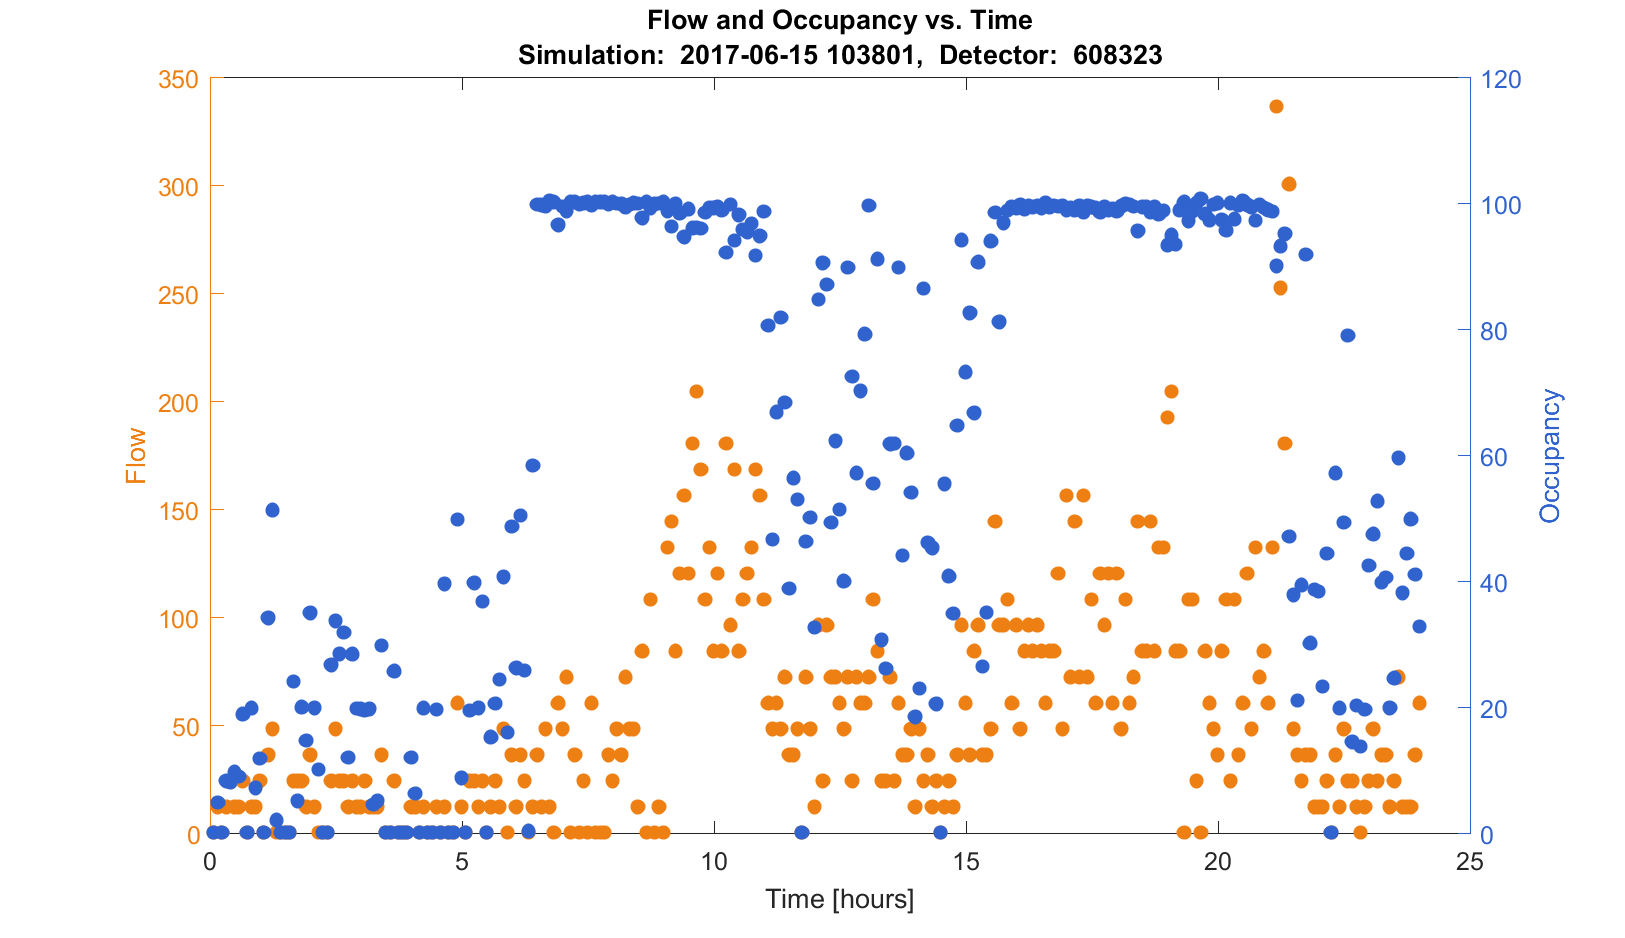 Flow and Occupancy vs. Time
Simulation:  2017-06-15 103801,  Detector:  608323
350
300
250
200
150
100
50
0
Flow
120
100
80
60
40
20
0
Occupancy
0 5 10 15 20 25
Time [hours]